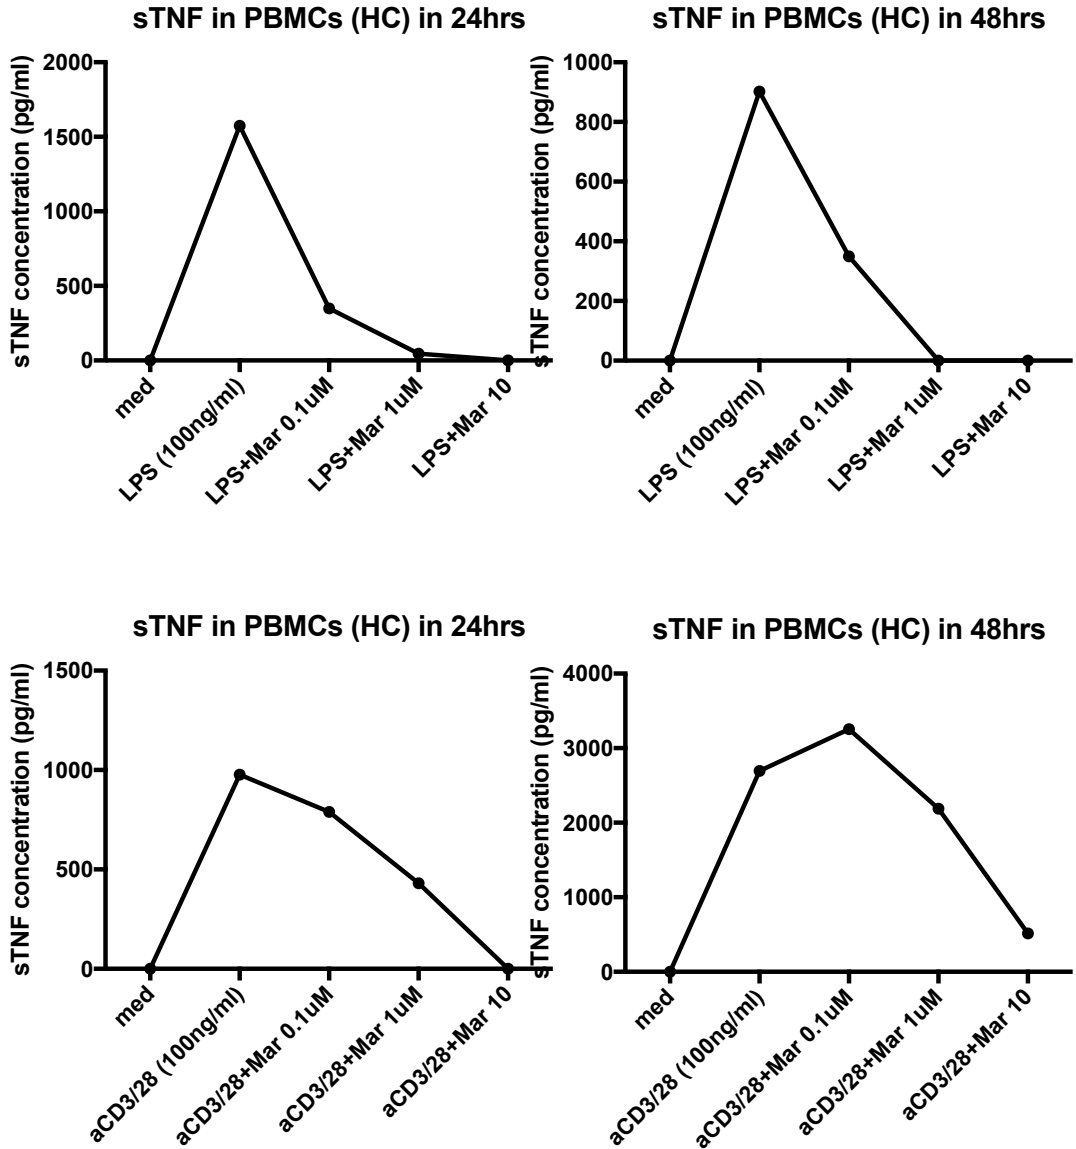 sTNF in PBMCs (HC) in 24hrs
sTNF concentration (pg/ml)
2000
1500
1000
500
0
med
LPS (100ng/ml)
LPS+Mar 0.1uM
LPS+Mar 1uM
LPS+Mar 10
sTNF in PBMCs (HC) in 48hrs
sTNF concentration (pg/ml)
1000
800
600
400
200
0
med
LPS (100ng/ml)
LPS+Mar 0.1uM
LPS+Mar 1uM
LPS+Mar 10
sTNF in PBMCs (HC) in 24hrs
sTNF concentration (pg/ml)
1500
1000
500
0
med
aCD3/28 (100ng/ml)
aCD3/28+Mar 0.1uM
aCD3/28+Mar 1uM
aCD3/28+Mar 10
sTNF in PBMCs (HC) in 48hrs
sTNF concentration (pg/ml)
4000
3000
2000
1000
0
med
aCD3/28 (100ng/ml)
aCD3/28+Mar 0.1uM
aCD3/28+Mar 1uM
aCD3/28+Mar 10